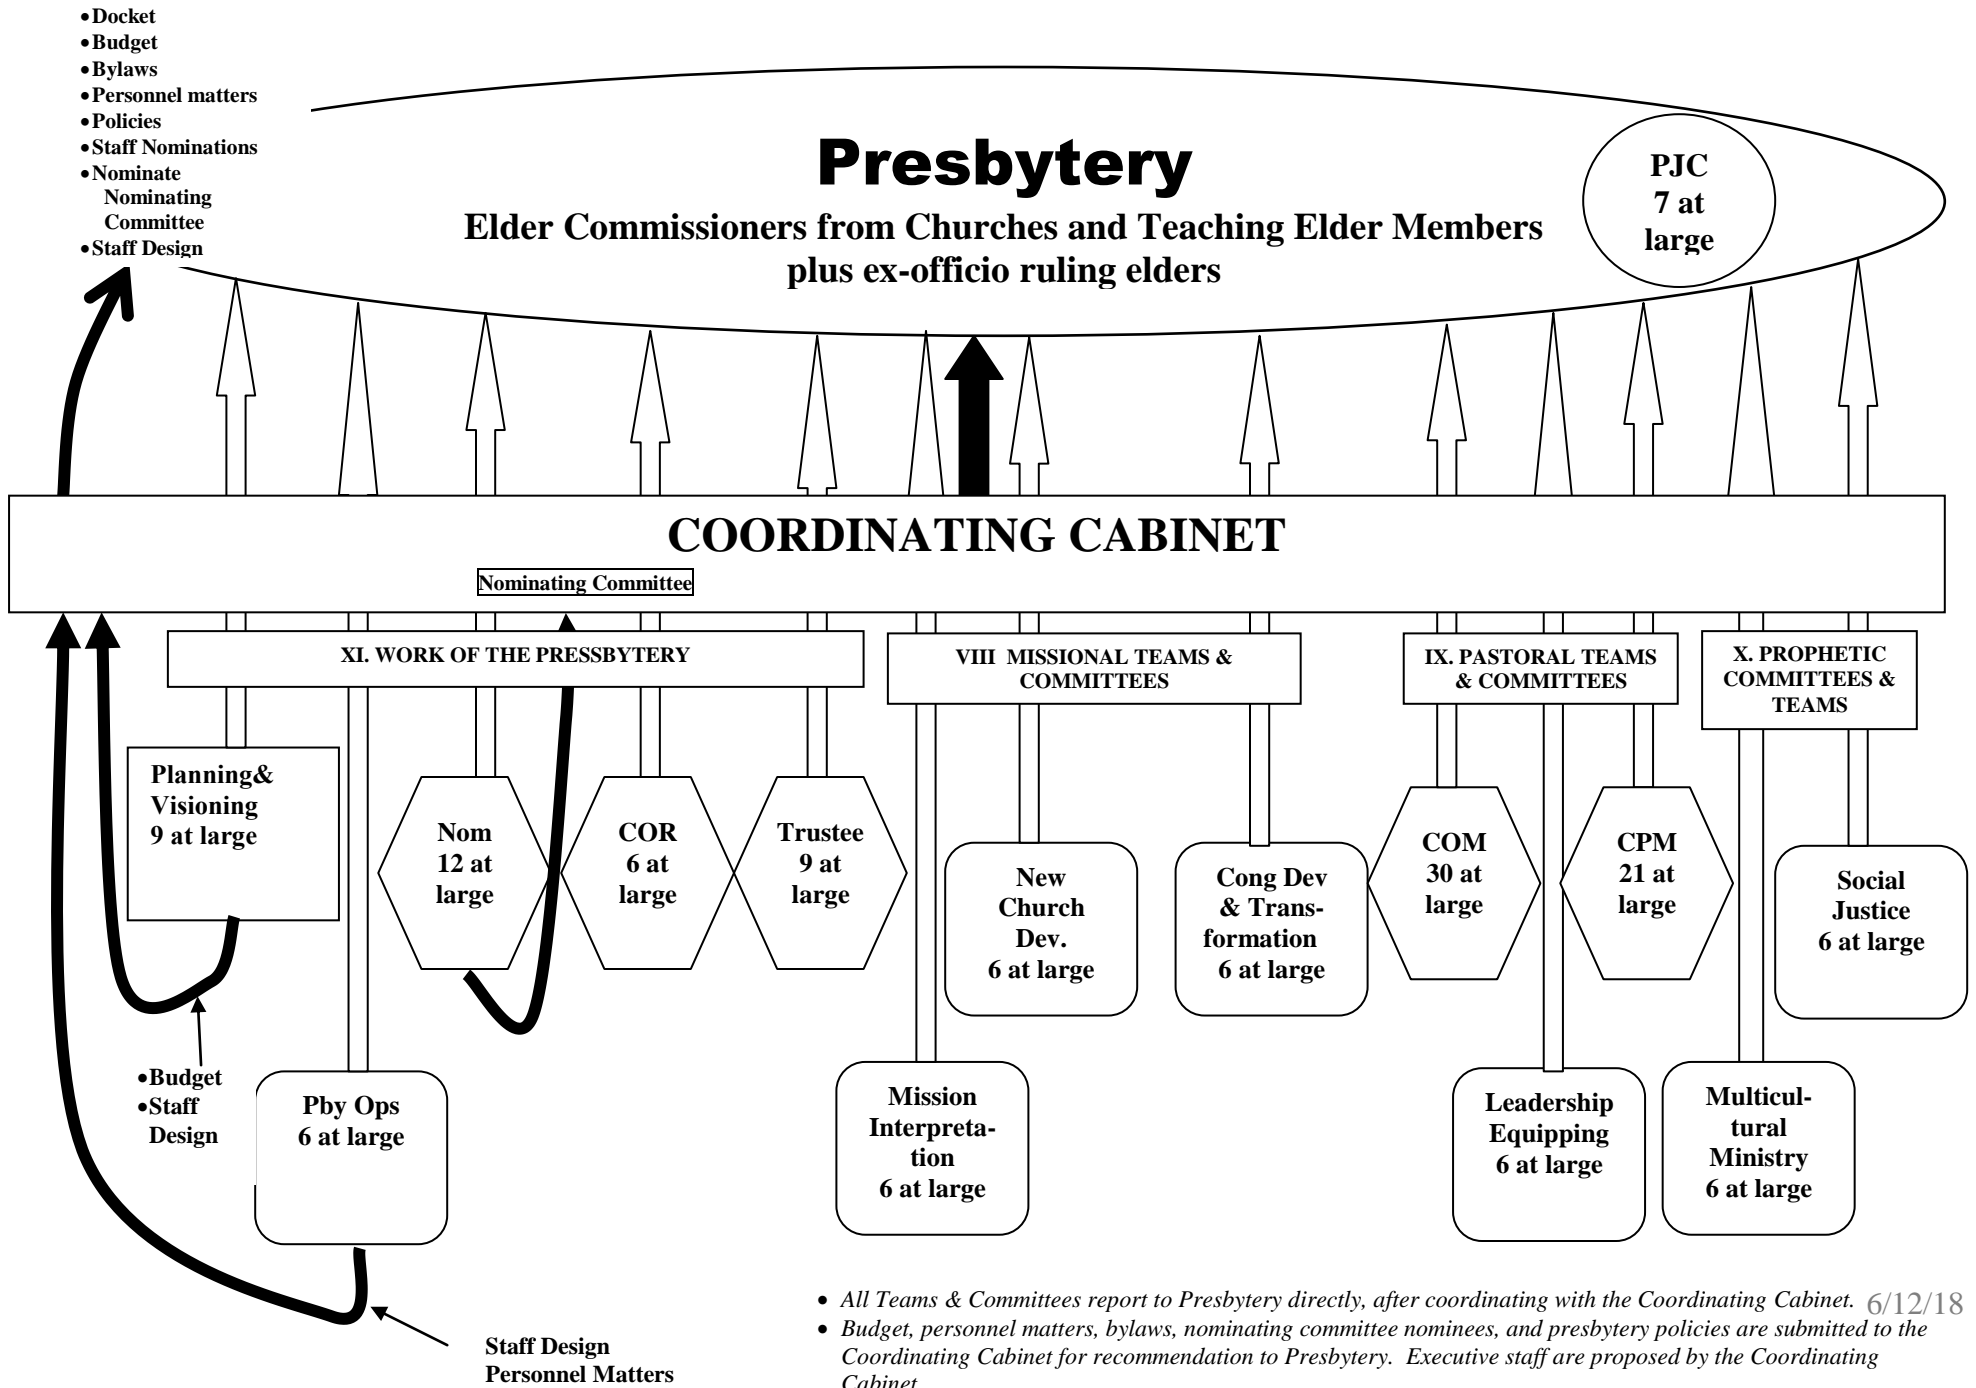 •Docket
•Budget
•Bylaws
•Personnel matters
•Policies
•Staff Nominations
•Nominate
Nominating
Committee
•Staff Design
Presbytery
Elder Commissioners from Churches and Teaching Elder Members
plus ex-officio ruling elders
PJC
7 at
large
COORDINATING CABINET
Nominating Committee
XI. WORK OF THE PRESSBYTERY
VIII MISSIONAL TEAMS &
COMMITTEES
IX. PASTORAL TEAMS
& COMMITTEES
X. PROPHETIC
COMMITTEES &
TEAMS
Planning&
Visioning
9 at large
Nom
12 at
large
COR
6 at
large
Trustee
9 at
large
New
Church
Dev.
6 at large
Cong Dev
& Trans-
formation
6 at large
COM
30 at
large
CPM
21 at
large
Social
Justice
6 at large
•Budget
•Staff
Design
Pby Ops
6 at large
Mission
Interpreta-
tion
6 at large
Leadership
Equipping
6 at large
Multicul-
tural
Ministry
6 at large
Staff Design
Personnel Matters
• All Teams & Committees report to Presbytery directly, after coordinating with the Coordinating Cabinet.
6/12/18
• Budget, personnel matters, bylaws, nominating committee nominees, and presbytery policies are submitted to the
Coordinating Cabinet for recommendation to Presbytery. Executive staff are proposed by the Coordinating
Cabinet